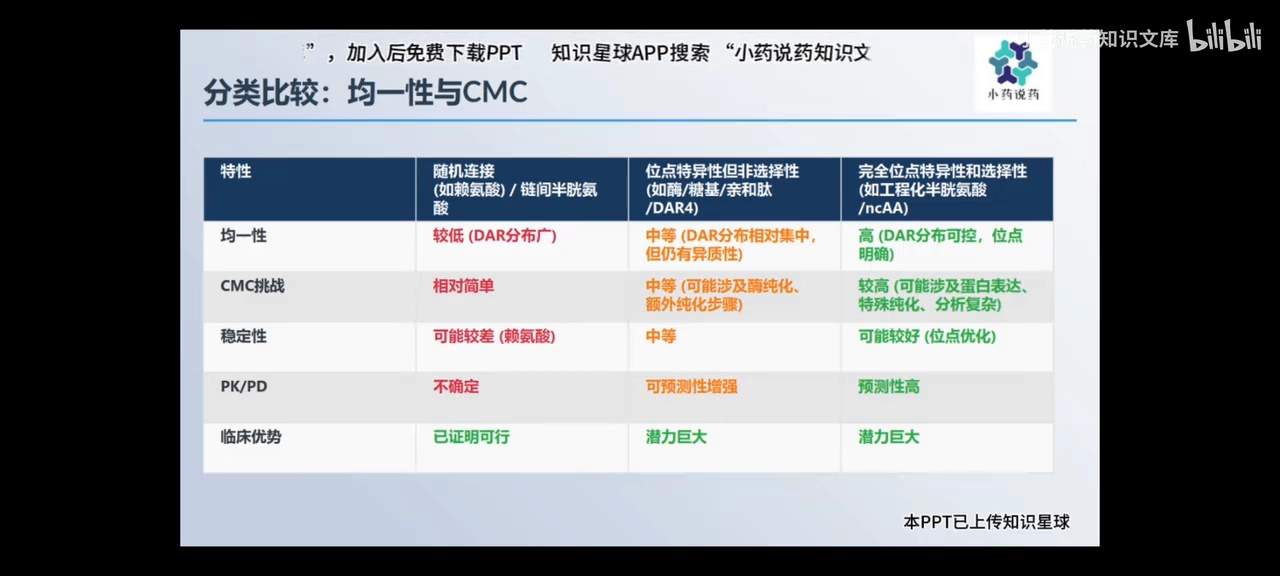 ”，加入后免费下载PPT 知识星球APP搜索 “小药说药知识文
知识文库 bilibili
分类比较：均一性与CMC
小药说药
特性
随机连接
(如赖氨酸) / 链间半胱氨
酸
位点特异性但非选择性
(如酶/糖基/亲和肽
/DAR4)
完全位点特异性和选择性
(如工程化半胱氨酸
/ncAA)
均一性
较低 (DAR分布广)
中等 (DAR分布相对集中，
但仍有异质性)
高 (DAR分布可控，位点
明确)
CMC挑战
相对简单
中等 (可能涉及酶纯化、
额外纯化步骤)
较高 (可能涉及蛋白表达、
特殊纯化、分析复杂)
稳定性
可能较差 (赖氨酸)
中等
可能较好 (位点优化)
PK/PD
不确定
可预测性增强
预测性高
临床优势
已证明可行
潜力巨大
潜力巨大
本PPT已上传知识星球